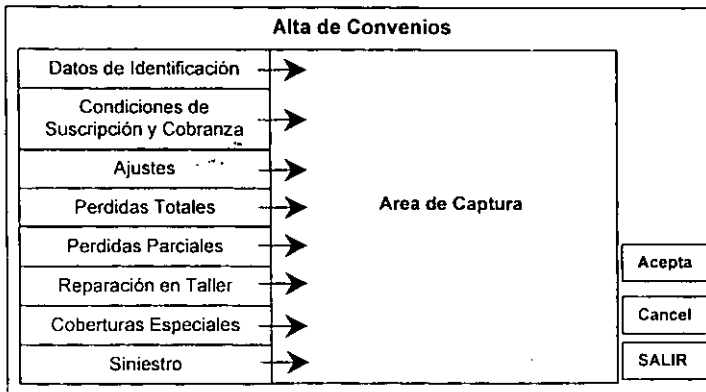 Alta de Convenios
Datos de Identificación
Condiciones de
Suscripción y Cobranza
Ajustes
Perdidas Totales
Perdidas Parciales
Reparación en Taller
Coberturas Especiales
Siniestro
Area de Captura
Acepta
Cancel
SALIR